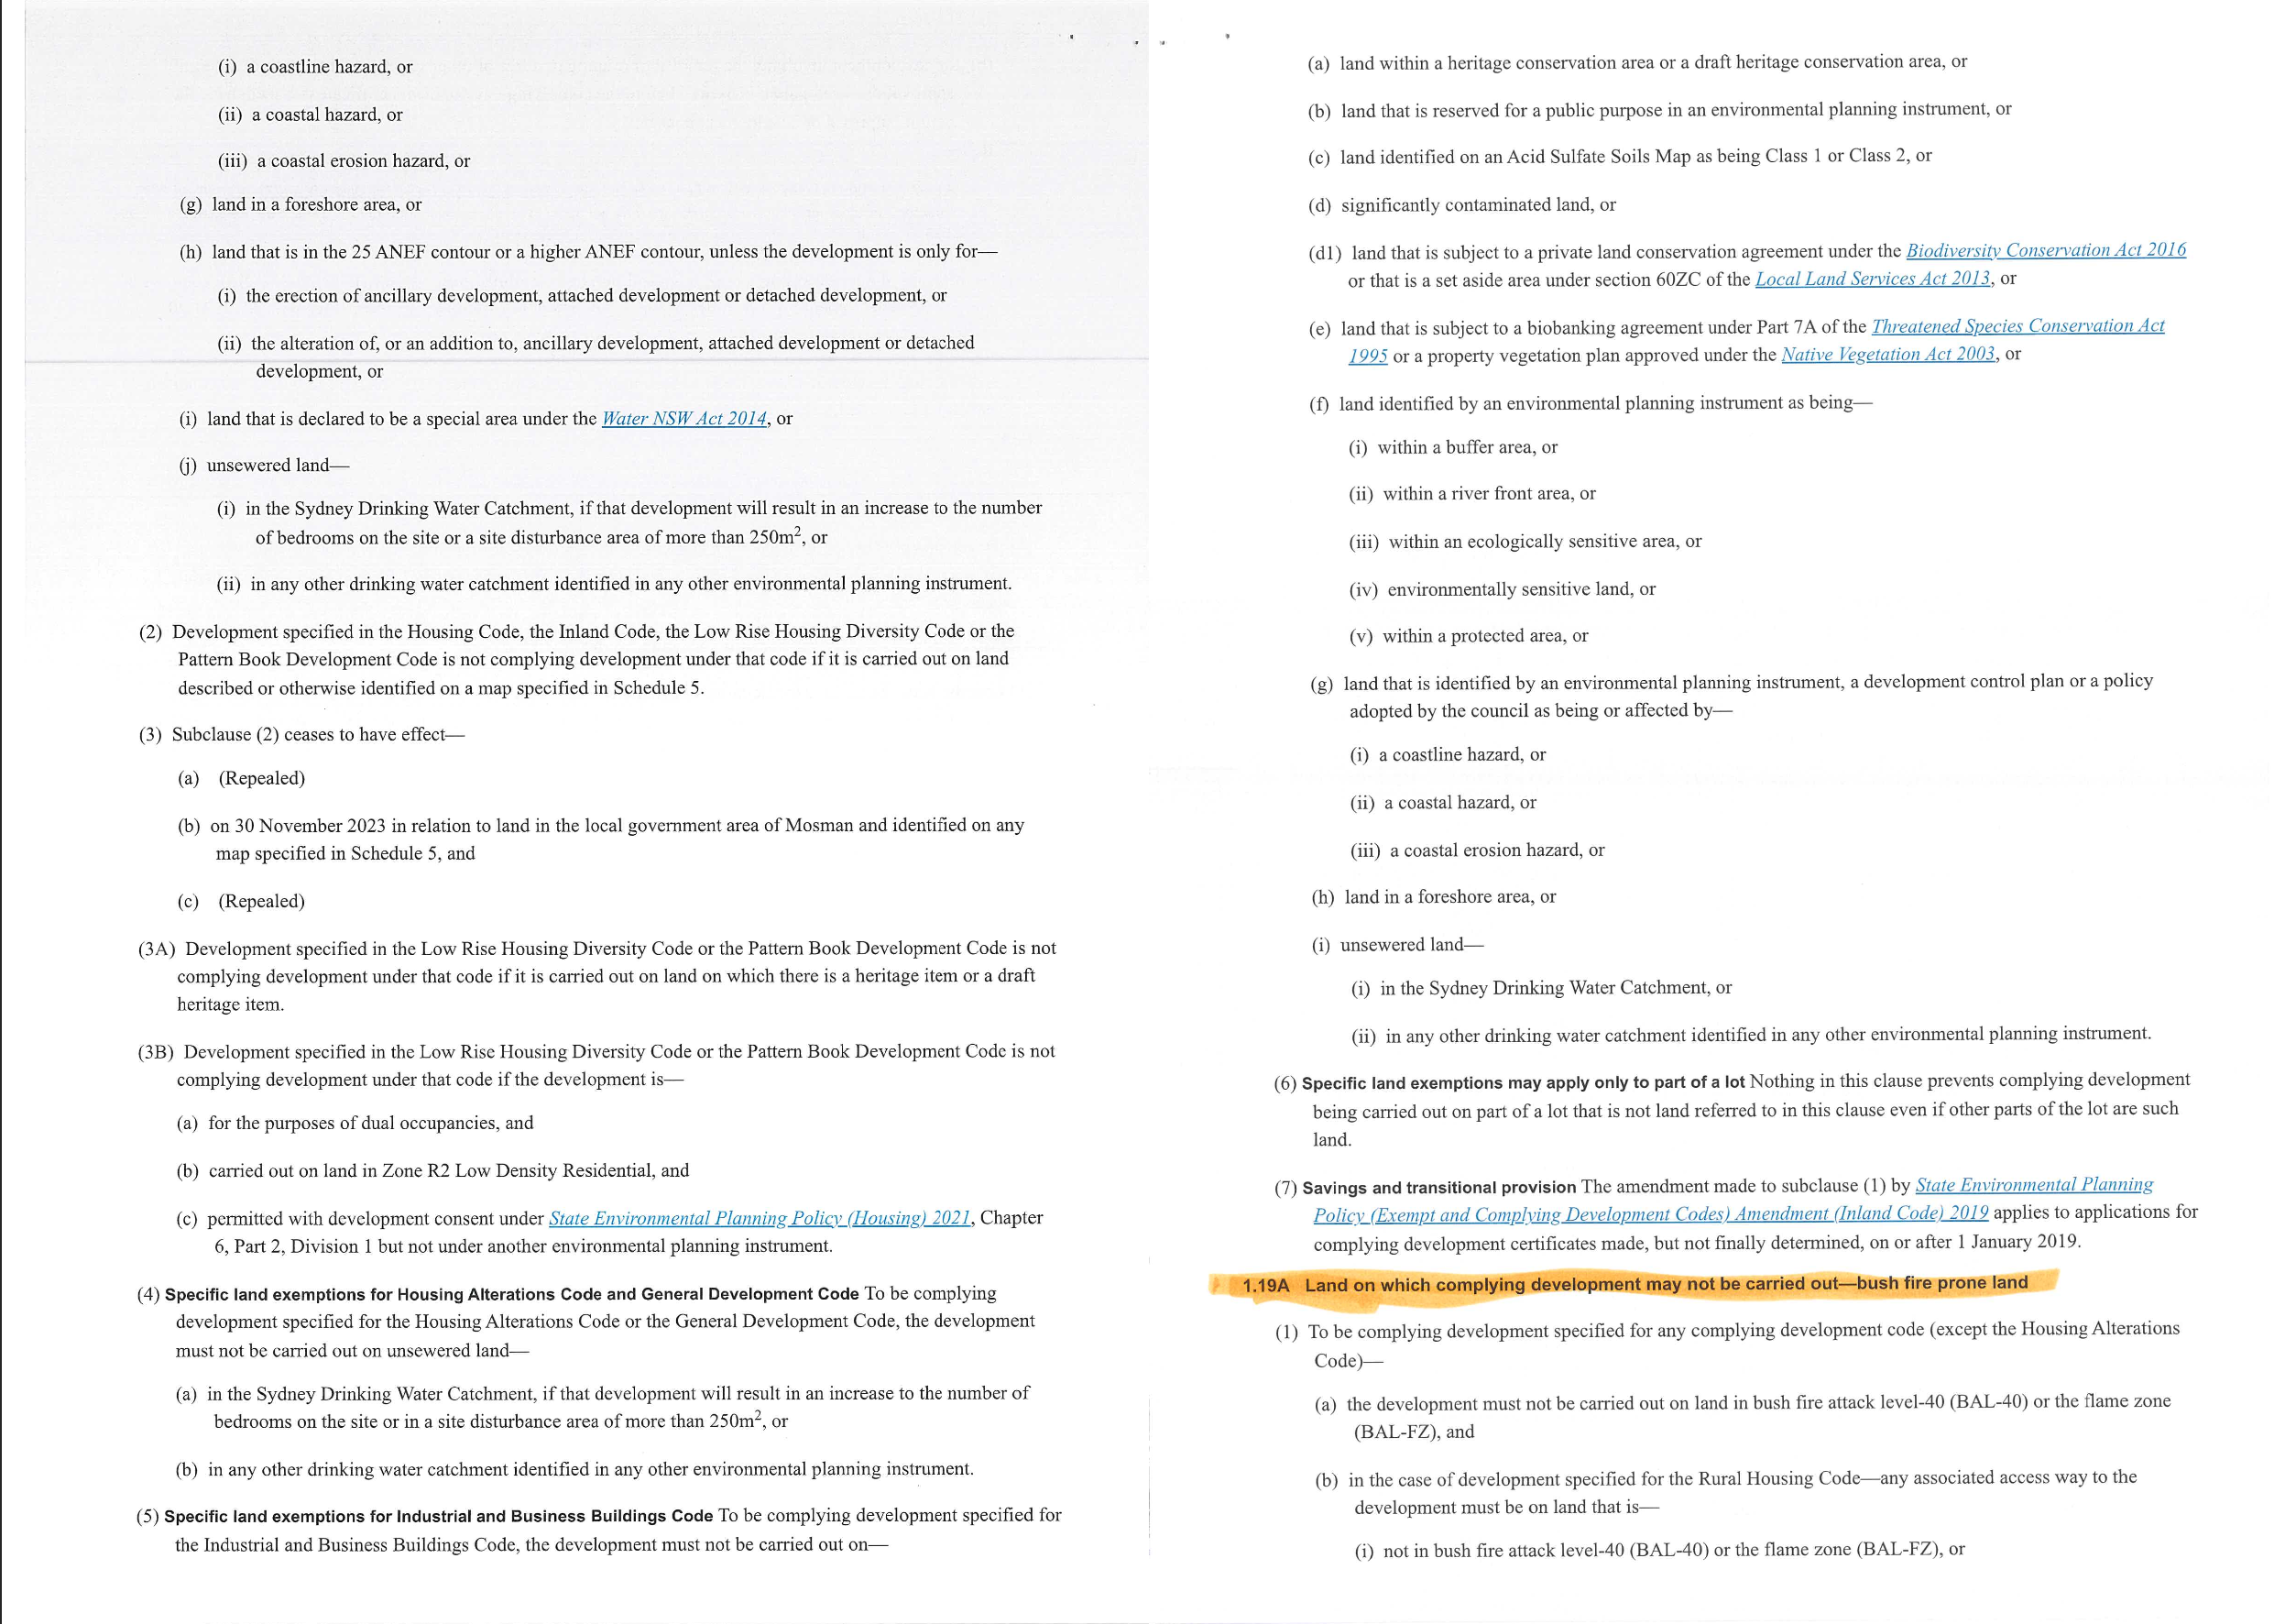 (i) a coastline hazard, or
(ii) a coastal hazard, or
(iii) a coastal erosion hazard, or
(g) land in a foreshore area, or
(h) land that is in the 25 ANEF contour or a higher ANEF contour, unless the development is only for—
(i) the erection of ancillary development, attached development or detached development, or
(ii) the alteration of, or an addition to, ancillary development, attached development or detached
development, or
(i) land that is declared to be a special area under the Water NSW Act 2014, or
(j) unsewered land—
(i) in the Sydney Drinking Water Catchment, if that development will result in an increase to the number
of bedrooms on the site or a site disturbance area of more than 250m², or
(ii) in any other drinking water catchment identified in any other environmental planning instrument.
(2) Development specified in the Housing Code, the Inland Code, the Low Rise Housing Diversity Code or the
Pattern Book Development Code is not complying development under that code if it is carried out on land
described or otherwise identified on a map specified in Schedule 5.
(3) Subclause (2) ceases to have effect—
(a) (Repealed)
(b) on 30 November 2023 in relation to land in the local government area of Mosman and identified on any
map specified in Schedule 5, and
(c) (Repealed)
(3A) Development specified in the Low Rise Housing Diversity Code or the Pattern Book Development Code is not
complying development under that code if it is carried out on land on which there is a heritage item or a draft
heritage item.
(3B) Development specified in the Low Rise Housing Diversity Code or the Pattern Book Development Code is not
complying development under that code if the development is—
(a) for the purposes of dual occupancies, and
(b) carried out on land in Zone R2 Low Density Residential, and
(c) permitted with development consent under State Environmental Planning Policy (Housing) 2021, Chapter
6, Part 2, Division 1 but not under another environmental planning instrument.
(4) Specific land exemptions for Housing Alterations Code and General Development Code To be complying
development specified for the Housing Alterations Code or the General Development Code, the development
must not be carried out on unsewered land—
(a) in the Sydney Drinking Water Catchment, if that development will result in an increase to the number of
bedrooms on the site or in a site disturbance area of more than 250m², or
(b) in any other drinking water catchment identified in any other environmental planning instrument.
(5) Specific land exemptions for Industrial and Business Buildings Code To be complying development specified for
the Industrial and Business Buildings Code, the development must not be carried out on—
(a) land within a heritage conservation area or a draft heritage conservation area, or
(b) land that is reserved for a public purpose in an environmental planning instrument, or
(c) land identified on an Acid Sulfate Soils Map as being Class 1 or Class 2, or
(d) significantly contaminated land, or
(d1) land that is subject to a private land conservation agreement under the Biodiversity Conservation Act 2016
or that is a set aside area under section 60ZC of the Local Land Services Act 2013, or
(e) land that is subject to a biobanking agreement under Part 7A of the Threatened Species Conservation Act
1995 or a property vegetation plan approved under the Native Vegetation Act 2003, or
(f) land identified by an environmental planning instrument as being—
(i) within a buffer area, or
(ii) within a river front area, or
(iii) within an ecologically sensitive area, or
(iv) environmentally sensitive land, or
(v) within a protected area, or
(g) land that is identified by an environmental planning instrument, a development control plan or a policy
adopted by the council as being or affected by—
(i) a coastline hazard, or
(ii) a coastal hazard, or
(iii) a coastal erosion hazard, or
(h) land in a foreshore area, or
(i) unsewered land—
(i) in the Sydney Drinking Water Catchment, or
(ii) in any other drinking water catchment identified in any other environmental planning instrument.
(6) Specific land exemptions may apply only to part of a lot Nothing in this clause prevents complying development
being carried out on part of a lot that is not land referred to in this clause even if other parts of the lot are such
land.
(7) Savings and transitional provision The amendment made to subclause (1) by State Environmental Planning
Policy (Exempt and Complying Development Codes) Amendment (Inland Code) 2019 applies to applications for
complying development certificates made, but not finally determined, on or after 1 January 2019.
1.19A Land on which complying development may not be carried out—bush fire prone land
(1) To be complying development specified for any complying development code (except the Housing Alterations
Code)—
(a) the development must not be carried out on land in bush fire attack level-40 (BAL-40) or the flame zone
(BAL-FZ), and
(b) in the case of development specified for the Rural Housing Code—any associated access way to the
development must be on land that is—
(i) not in bush fire attack level-40 (BAL-40) or the flame zone (BAL-FZ), or